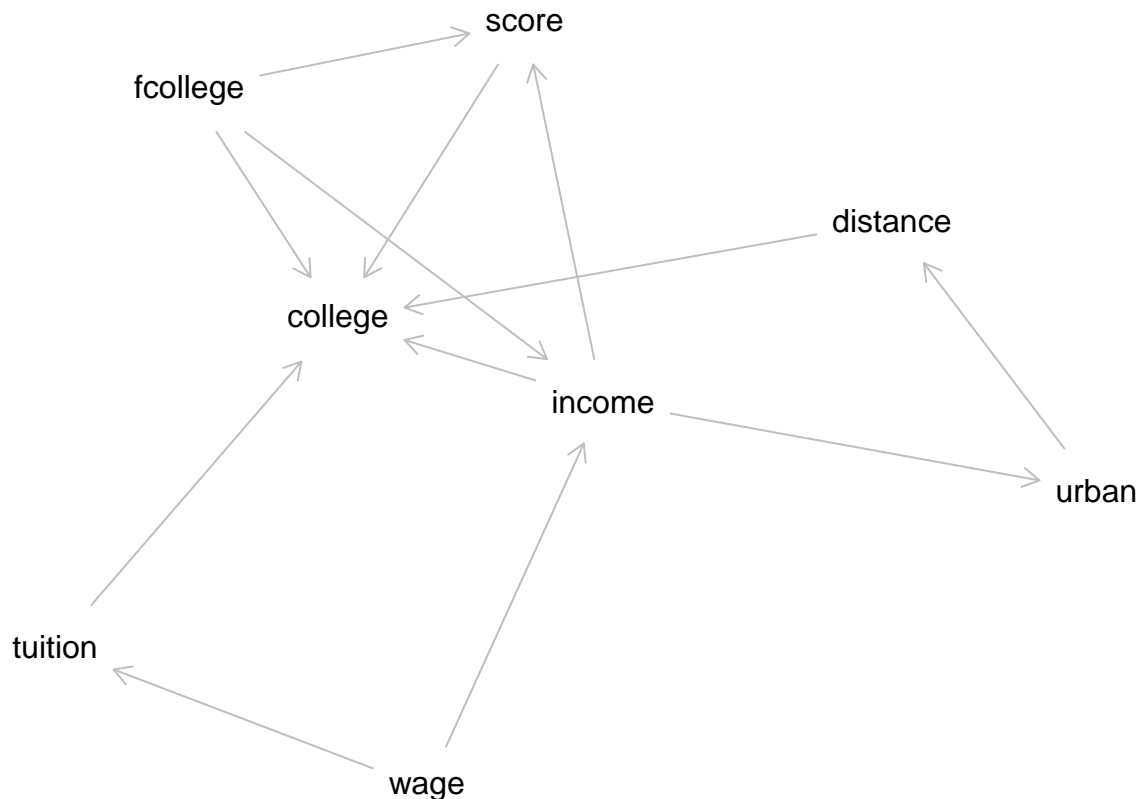 score
fcollege
distance
college
income
urban
tuition
wage